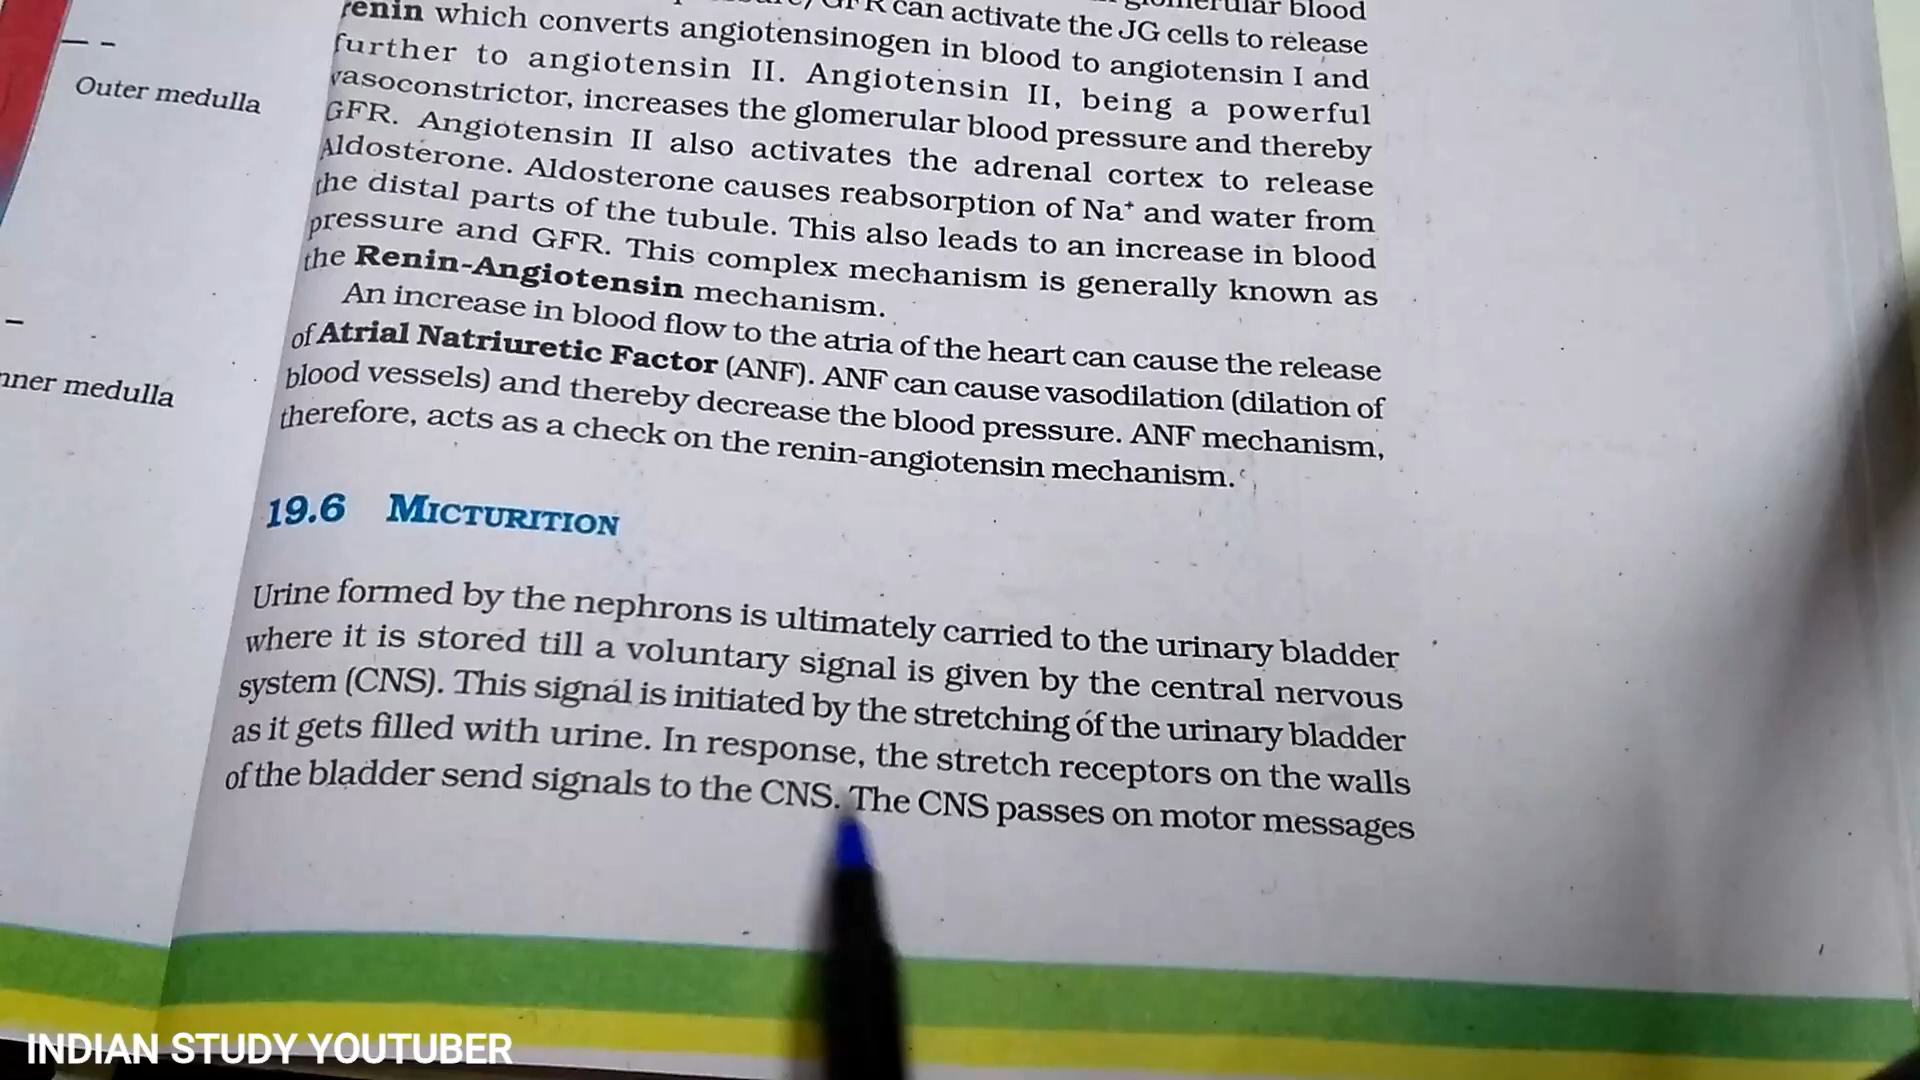 glomerular blood
GFR can activate the JG cells to release
renin which converts angiotensinogen in blood to angiotensin I and
further to angiotensin II. Angiotensin II, being a powerful
vasoconstrictor, increases the glomerular blood pressure and thereby
GFR. Angiotensin II also activates the adrenal cortex to release
Aldosterone. Aldosterone causes reabsorption of Na⁺ and water from
the distal parts of the tubule. This also leads to an increase in blood
pressure and GFR. This complex mechanism is generally known as
the Renin-Angiotensin mechanism.
An increase in blood flow to the atria of the heart can cause the release
of Atrial Natriuretic Factor (ANF). ANF can cause vasodilation (dilation of
blood vessels) and thereby decrease the blood pressure. ANF mechanism,
therefore, acts as a check on the renin-angiotensin mechanism.
Outer medulla
nner medulla
19.6 MICTURITION
Urine formed by the nephrons is ultimately carried to the urinary bladder
where it is stored till a voluntary signal is given by the central nervous
system (CNS). This signal is initiated by the stretching of the urinary bladder
as it gets filled with urine. In response, the stretch receptors on the walls
of the bladder send signals to the CNS. The CNS passes on motor messages
INDIAN STUDY YOUTUBER